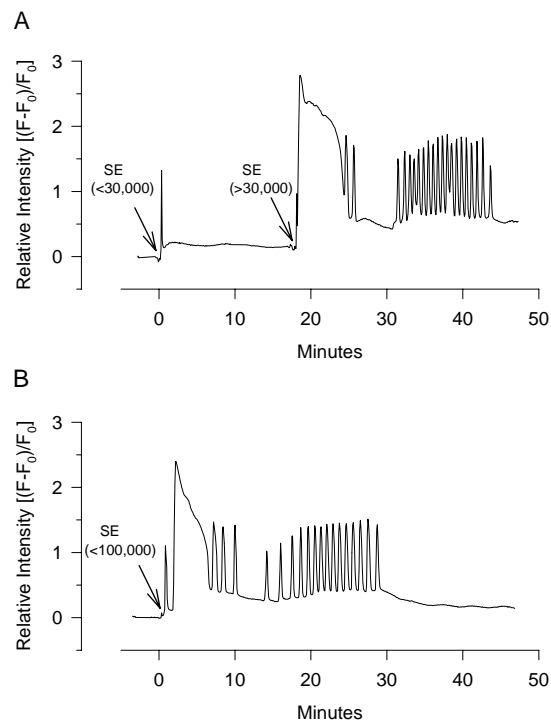 A
Relative Intensity [(F-F0)/F0]
3
2
1
0
SE
(<30,000)
SE
(>30,000)
0 10 20 30 40 50
Minutes
B
Relative Intensity [(F-F0)/F0]
3
2
1
0
SE
(<100,000)
0 10 20 30 40 50
Minutes